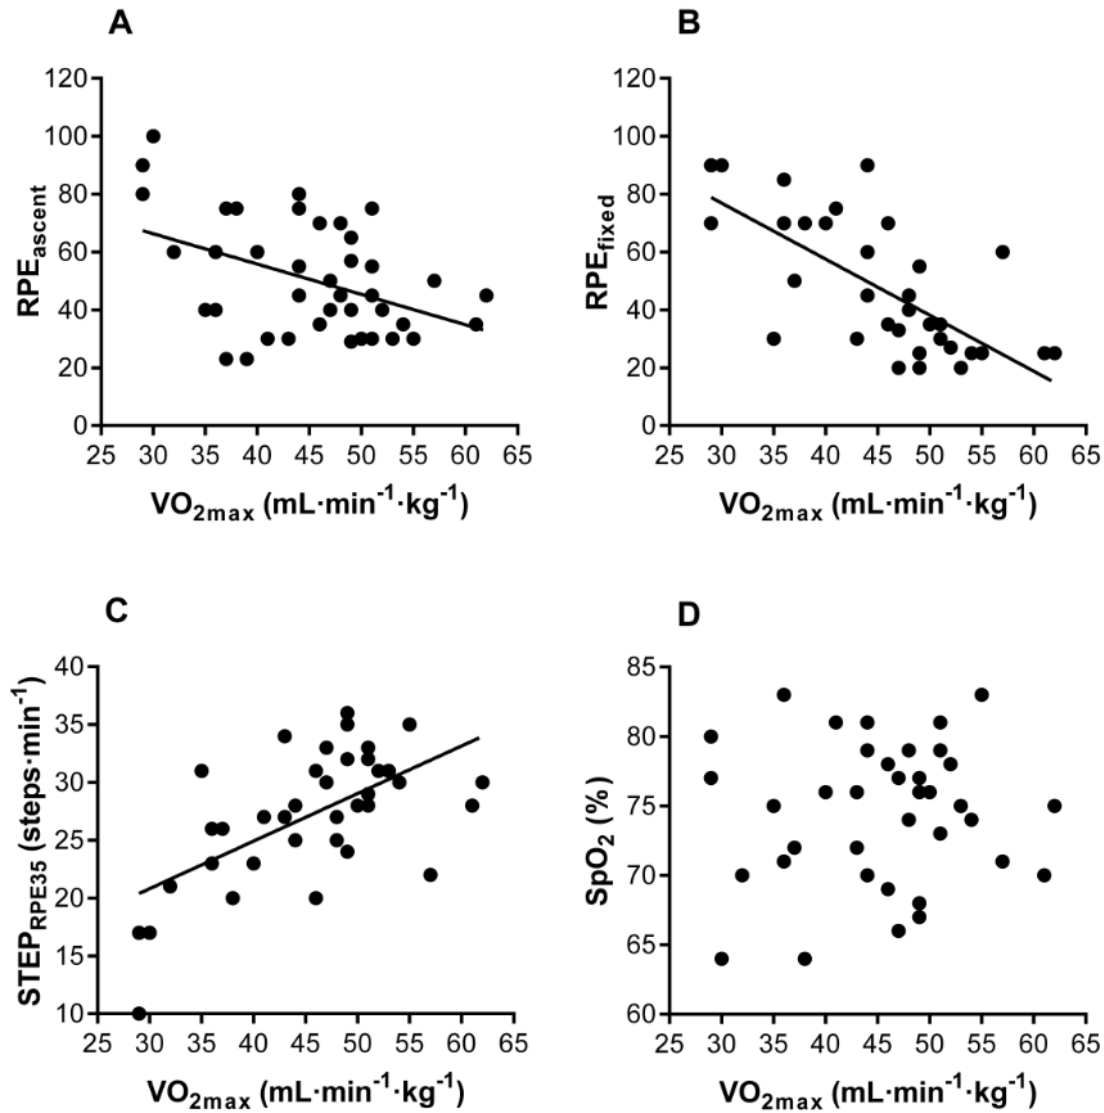 A
RPEascent
120
100
80
60
40
20
0
25 30 35 40 45 50 55 60 65
VO2max (mL·min-1·kg-1)
B
RPEfixed
120
100
80
60
40
20
0
25 30 35 40 45 50 55 60 65
VO2max (mL·min-1·kg-1)
C
STEPRPE35 (steps·min-1)
40
35
30
25
20
15
10
25 30 35 40 45 50 55 60 65
VO2max (mL·min-1·kg-1)
D
SpO2 (%)
85
80
75
70
65
60
25 30 35 40 45 50 55 60 65
VO2max (mL·min-1·kg-1)